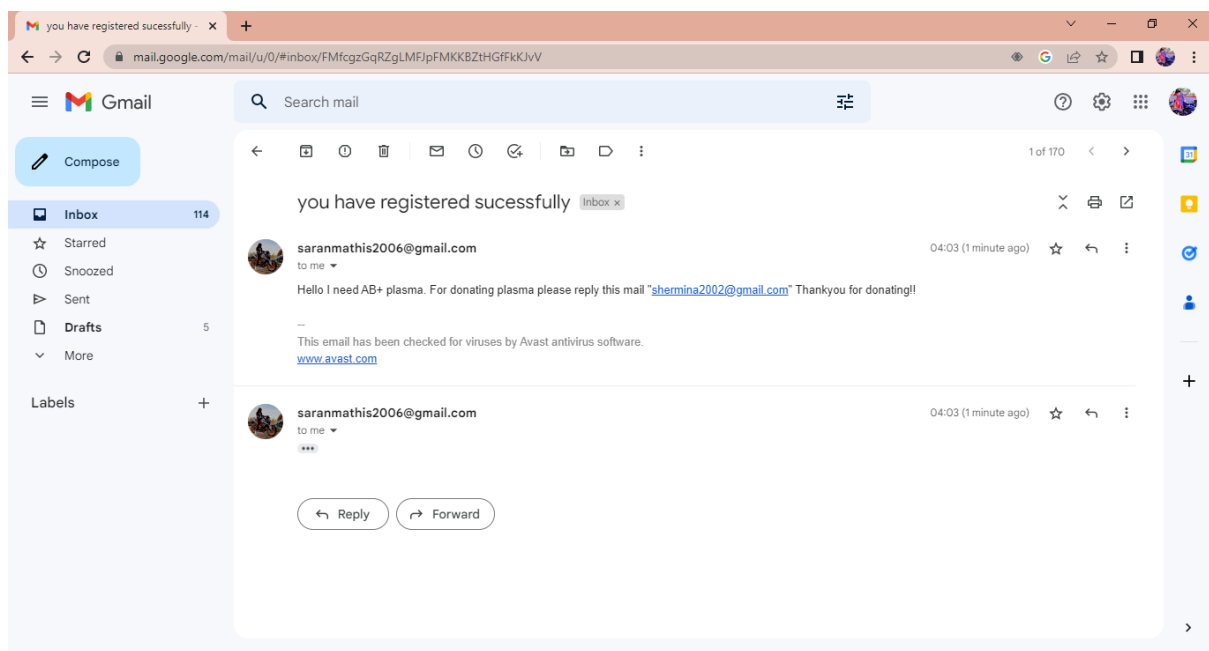 you have registered sucessfully -
mail.google.com/mail/u/0/#inbox/FMfcgzGqRZgLMFJpFMKKBZtHGfFkKJvV
Gmail
Search mail
Compose
1 of 170
you have registered sucessfully Inbox ×
Inbox 114
Starred
Snoozed
Sent
Drafts 5
More
Labels
saranmathis2006@gmail.com 04:03 (1 minute ago)
to me
Hello I need AB+ plasma. For donating plasma please reply this mail "shermina2002@gmail.com" Thankyou for donating!!
--
This email has been checked for viruses by Avast antivirus software.
www.avast.com
saranmathis2006@gmail.com 04:03 (1 minute ago)
to me
Reply Forward
31